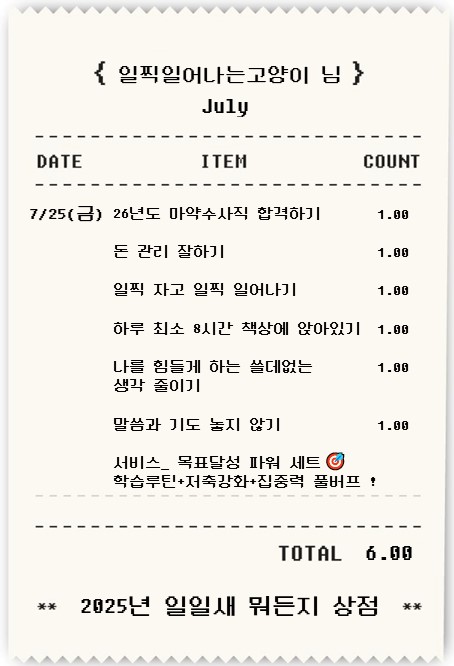 { 일찍일어나는고양이 님 }
July
DATE ITEM COUNT
7/25(금) 26년도 마약수사직 합격하기 1.00
돈 관리 잘하기 1.00
일찍 자고 일찍 일어나기 1.00
하루 최소 8시간 책상에 앉아있기 1.00
나를 힘들게 하는 쓸데없는 1.00
생각 줄이기
말씀과 기도 놓지 않기 1.00
서비스_ 목표달성 파워 세트🎯
학습루틴+저축강화+집중력 풀버프 !
TOTAL 6.00
** 2025년 일일새 뭐든지 상점 **